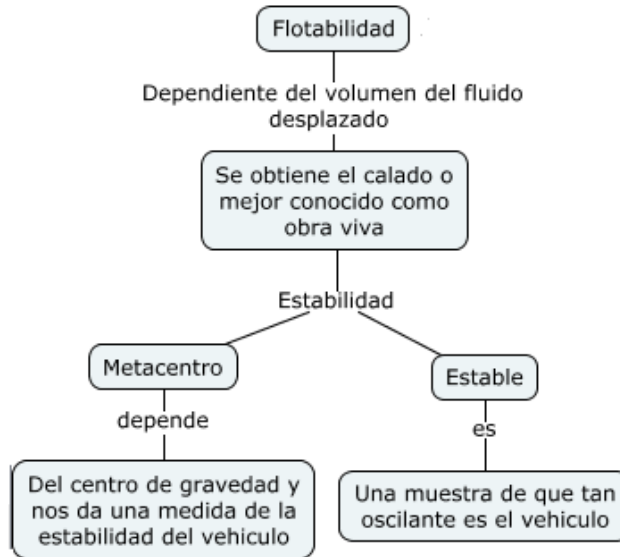 Flotabilidad
Dependiente del volumen del fluido
desplazado
Se obtiene el calado o
mejor conocido como
obra viva
Estabilidad
Metacentro
Estable
depende
es
Del centro de gravedad y
nos da una medida de la
estabilidad del vehiculo
Una muestra de que tan
oscilante es el vehiculo